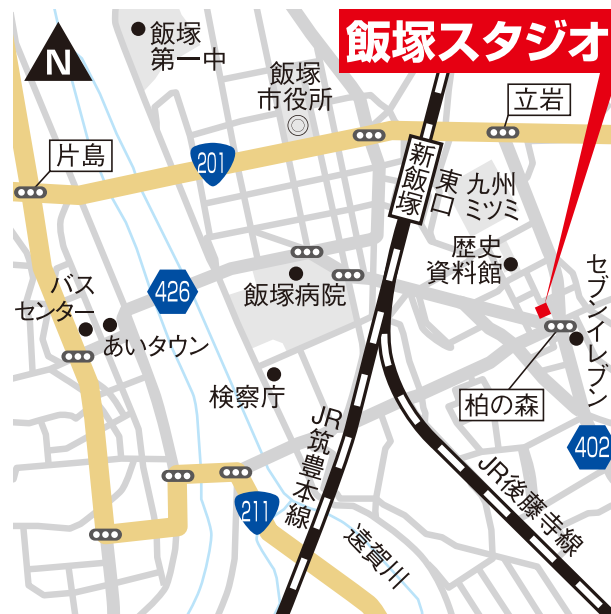 N
飯塚
第一中
飯塚スタジオ
飯塚
市役所
立岩
片島
201
新飯塚
東口
九州
ミツミ
歴史
資料館
セブンイレブン
バス
センター
426
飯塚病院
あいタウン
検察庁
柏の森
JR筑豊本線
402
JR後藤寺線
211
遠賀川